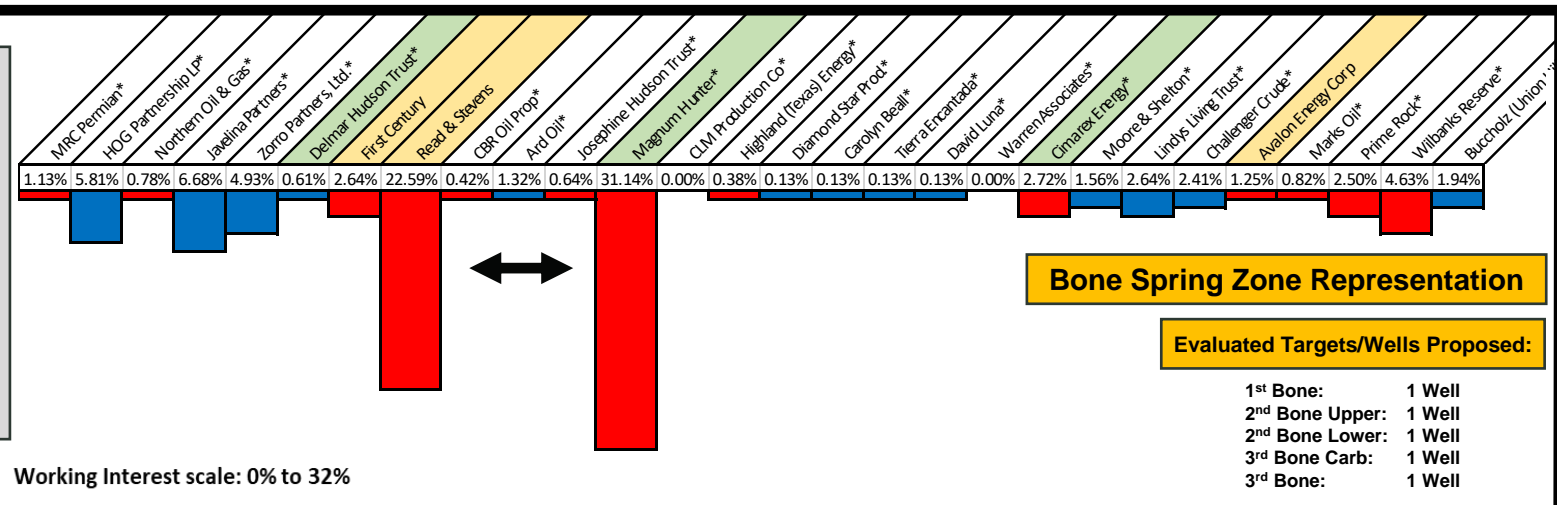 MRC Permian*
HOG Partnership LP*
Northern Oil & Gas*
Javelina Partners*
Zorro Partners, Ltd.*
Delmar Hudson Trust*
First Century
Read & Stevens
CBR Oil Prop*
Ard Oil*
Josephine Hudson Trust*
Magnum Hunter*
CLM Production Co*
Highland (Texas) Energy*
Diamond Star Prod*
Carolyn Beall*
Tierra Encantada*
David Luna*
Warren Associates*
Cimarex Energy*
Moore & Shelton*
Lindys Living Trust*
Challenger Crude*
Avalon Energy Corp
Marks Oil*
Prime Rock*
Wilbanks Reserve*
Buccholz (Union
1.13% 5.81% 0.78% 6.68% 4.93% 0.61% 2.64% 22.59% 0.42% 1.32% 0.64% 31.14% 0.00% 0.38% 0.13% 0.13% 0.13% 0.13% 0.00% 2.72% 1.56% 2.64% 2.41% 1.25% 0.82% 2.50% 4.63% 1.94%
Bone Spring Zone Representation
Evaluated Targets/Wells Proposed:
1st Bone: 1 Well
2nd Bone Upper: 1 Well
2nd Bone Lower: 1 Well
3rd Bone Carb: 1 Well
3rd Bone: 1 Well
Working Interest scale: 0% to 32%